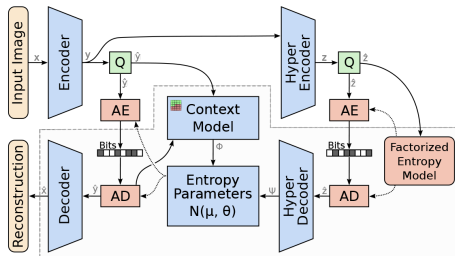 Input Image
x
Encoder
y
Q
ŷ
ŷ
AE
Bits
AD
ŷ
Decoder
x̂
Reconstruction
Context
Model
Φ
Entropy
Parameters
N(μ, θ)
Ψ
Hyper
Encoder
z
Q
ẑ
ẑ
AE
Bits
AD
ẑ
Hyper
Decoder
Factorized
Entropy
Model